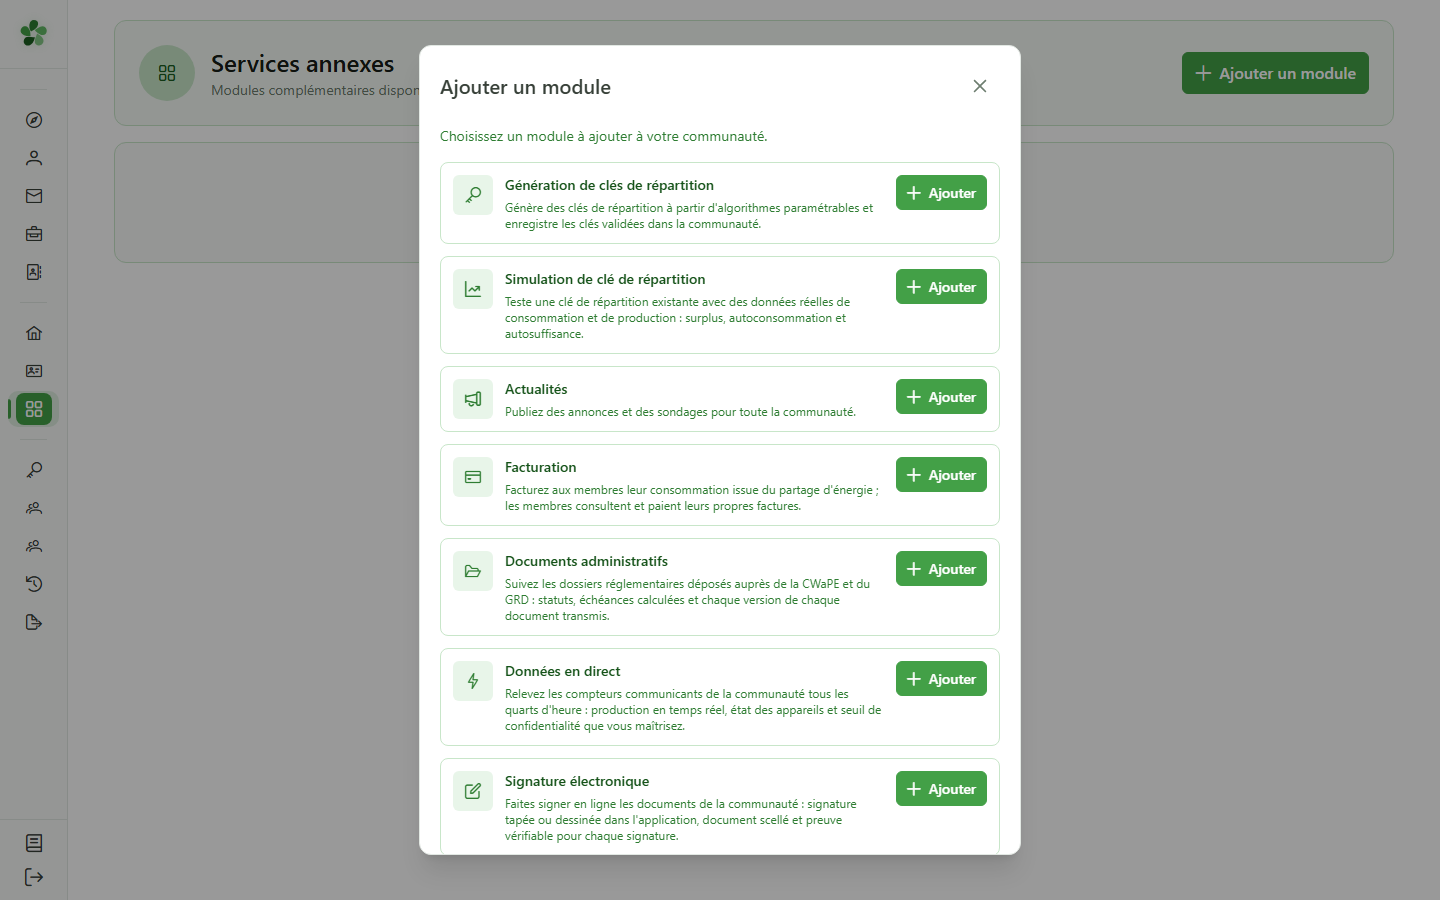 Services annexes
Modules complémentaires dispon
Ajouter un module
Ajouter un module
Choisissez un module à ajouter à votre communauté.
Génération de clés de répartition
Génère des clés de répartition à partir d'algorithmes paramétrables et
enregistre les clés validées dans la communauté.
Ajouter
Simulation de clé de répartition
Teste une clé de répartition existante avec des données réelles de
consommation et de production : surplus, autoconsommation et
autosuffisance.
Ajouter
Actualités
Publiez des annonces et des sondages pour toute la communauté.
Ajouter
Facturation
Facturez aux membres leur consommation issue du partage d'énergie ;
les membres consultent et paient leurs propres factures.
Ajouter
Documents administratifs
Suivez les dossiers réglementaires déposés auprès de la CWaPE et du
GRD : statuts, échéances calculées et chaque version de chaque
document transmis.
Ajouter
Données en direct
Relevez les compteurs communicants de la communauté tous les
quarts d'heure : production en temps réel, état des appareils et seuil de
confidentialité que vous maîtrisez.
Ajouter
Signature électronique
Faites signer en ligne les documents de la communauté : signature
tapée ou dessinée dans l'application, document scellé et preuve
vérifiable pour chaque signature.
Ajouter